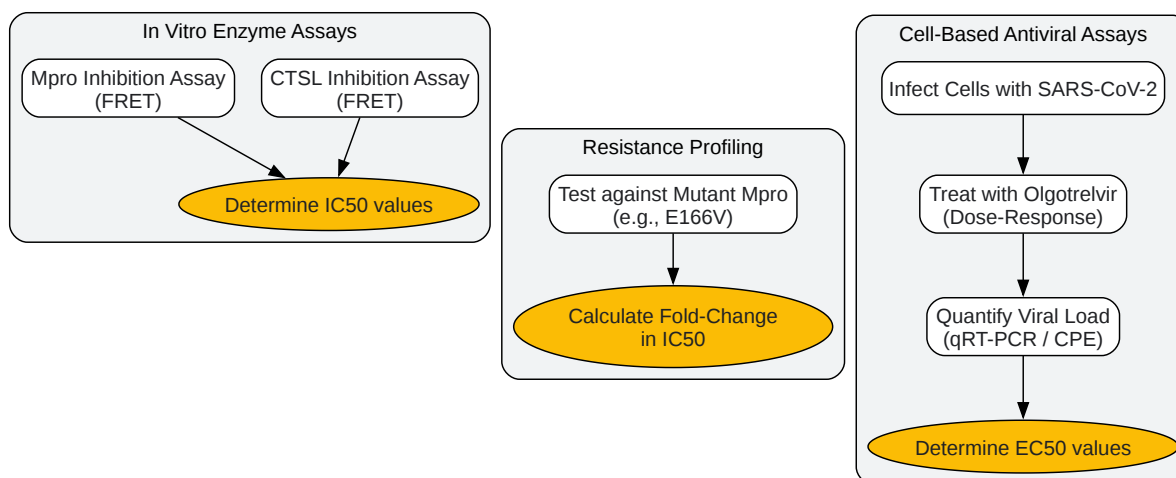 In Vitro Enzyme Assays
Mpro Inhibition Assay
(FRET)
CTSL Inhibition Assay
(FRET)
Determine IC50 values
Resistance Profiling
Test against Mutant Mpro
(e.g., E166V)
Calculate Fold-Change
in IC50
Cell-Based Antiviral Assays
Infect Cells with SARS-CoV-2
Treat with Olgotrelvir
(Dose-Response)
Quantify Viral Load
(qRT-PCR / CPE)
Determine EC50 values